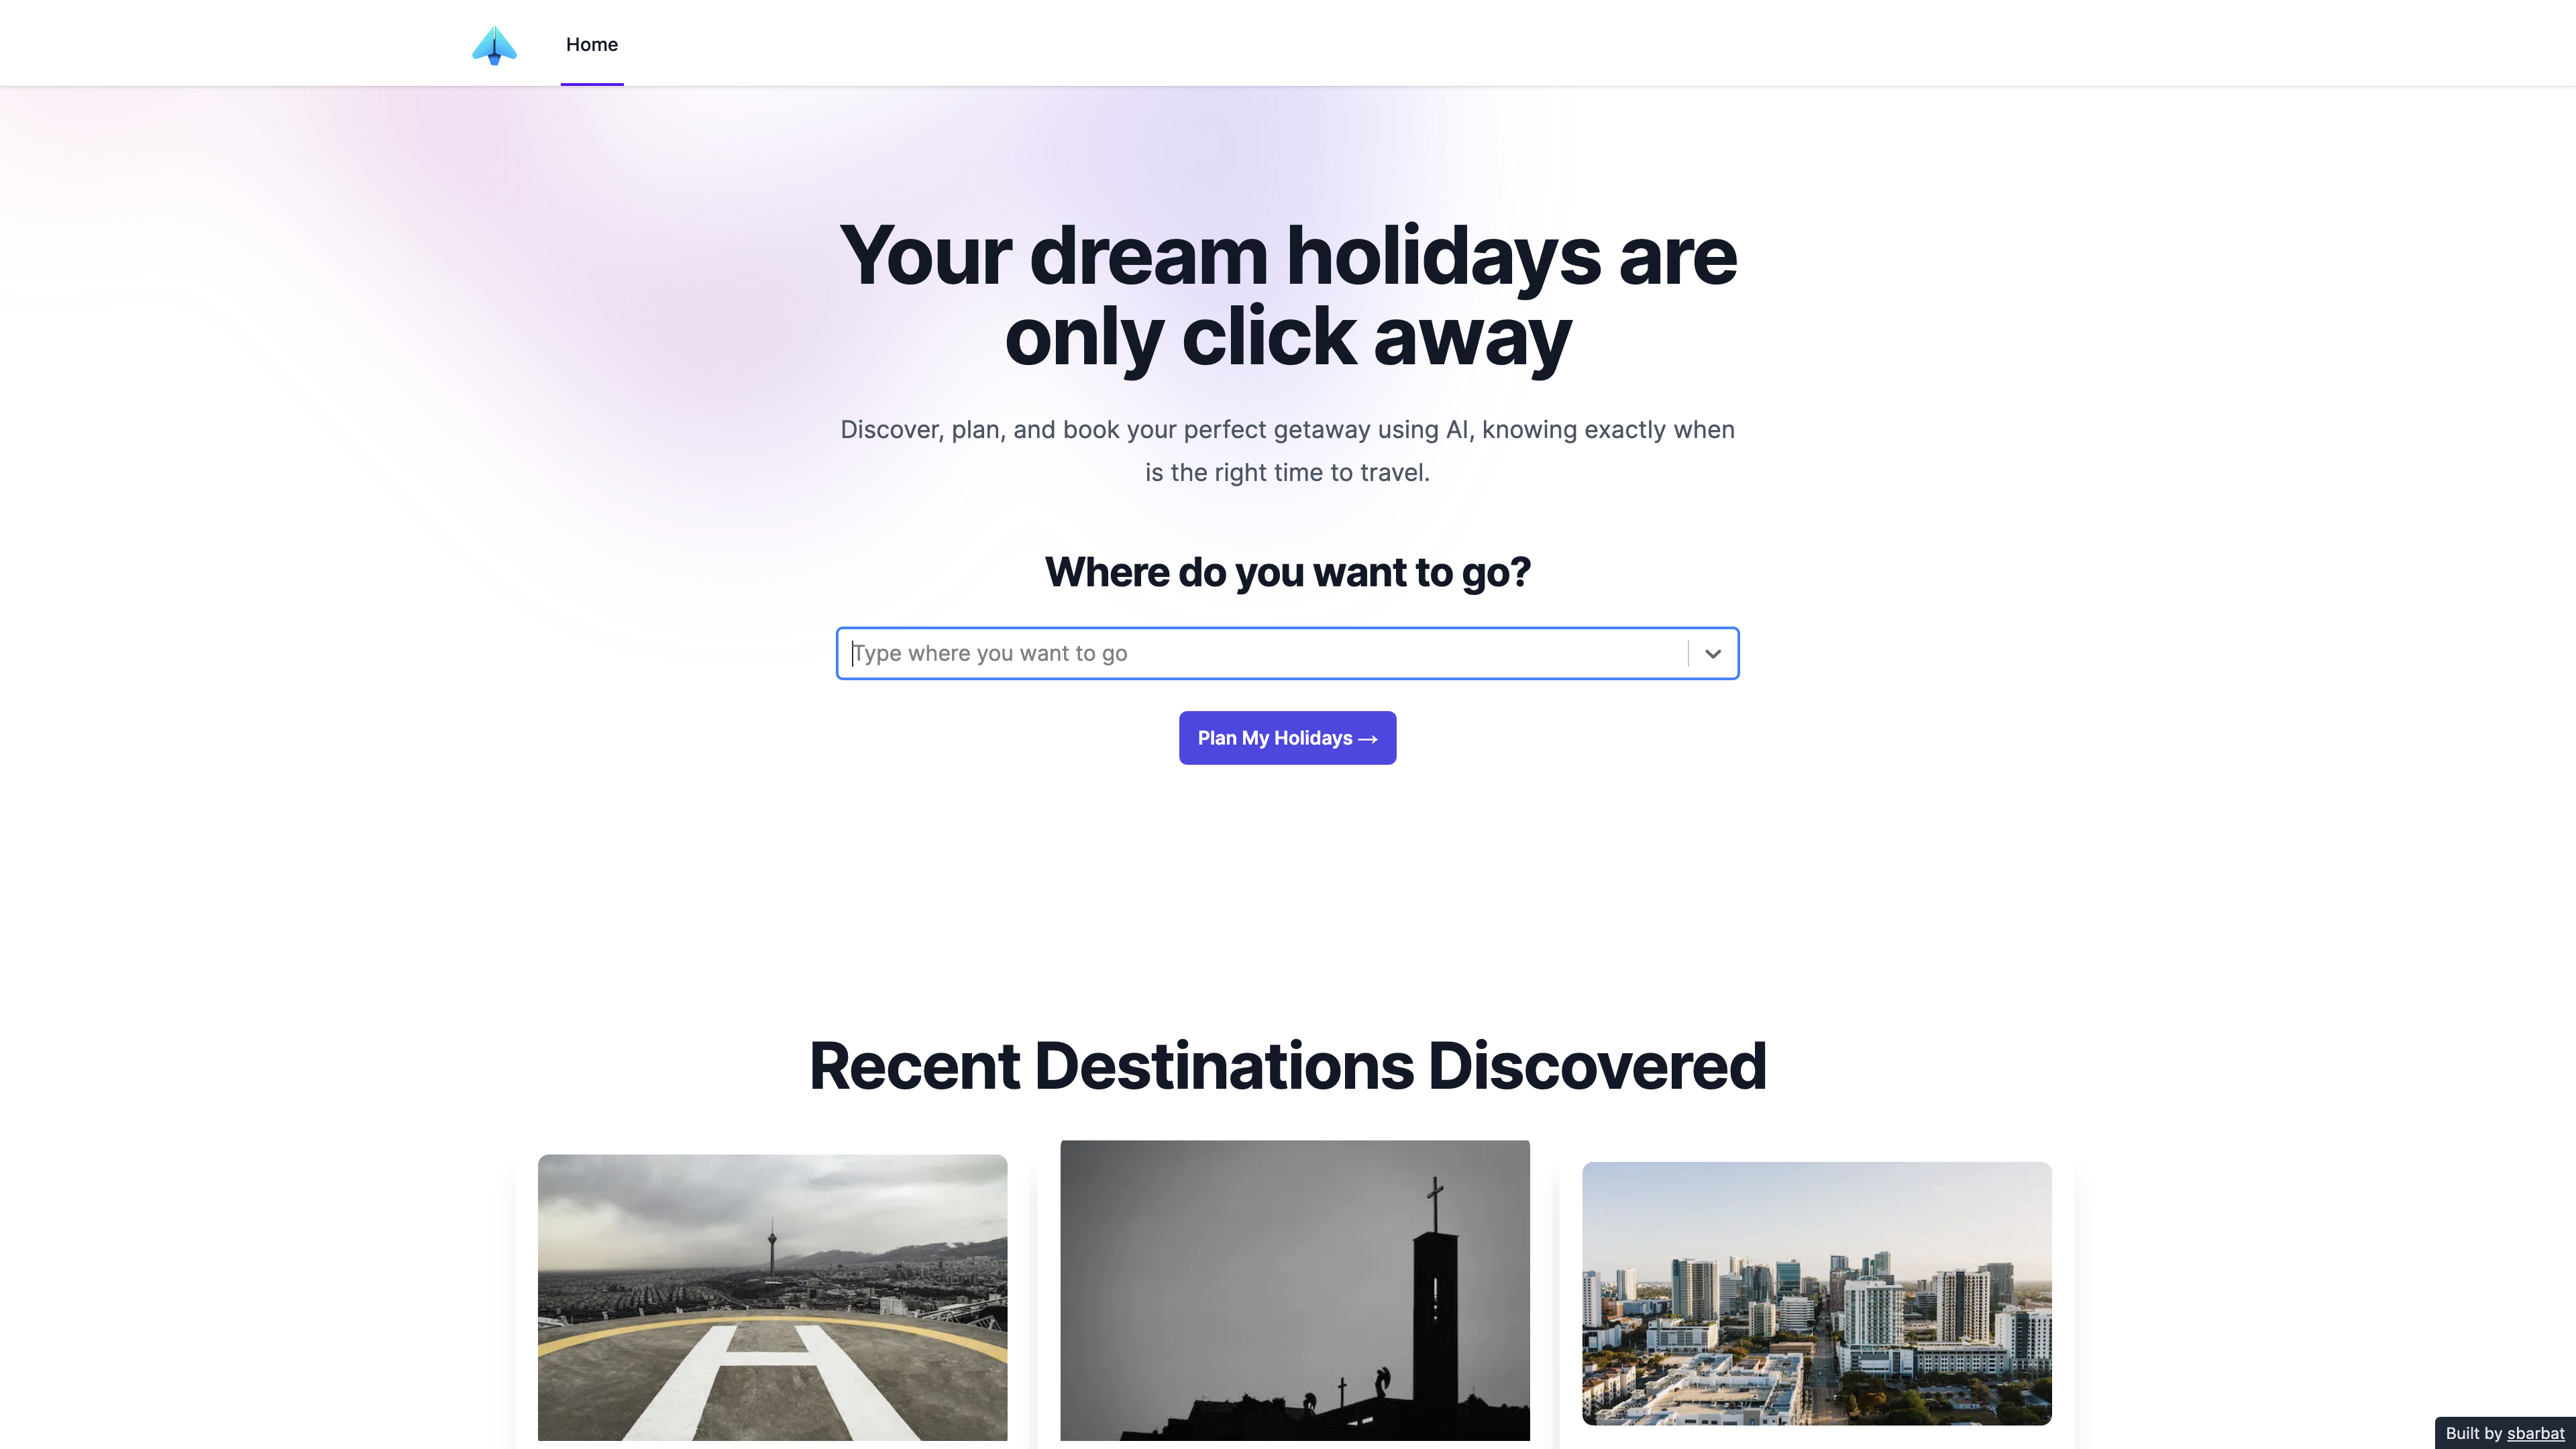 Home
Your dream holidays are
only click away
Discover, plan, and book your perfect getaway using AI, knowing exactly when
is the right time to travel.
Where do you want to go?
Type where you want to go
Plan My Holidays →
Recent Destinations Discovered
H
Built by sbarbat